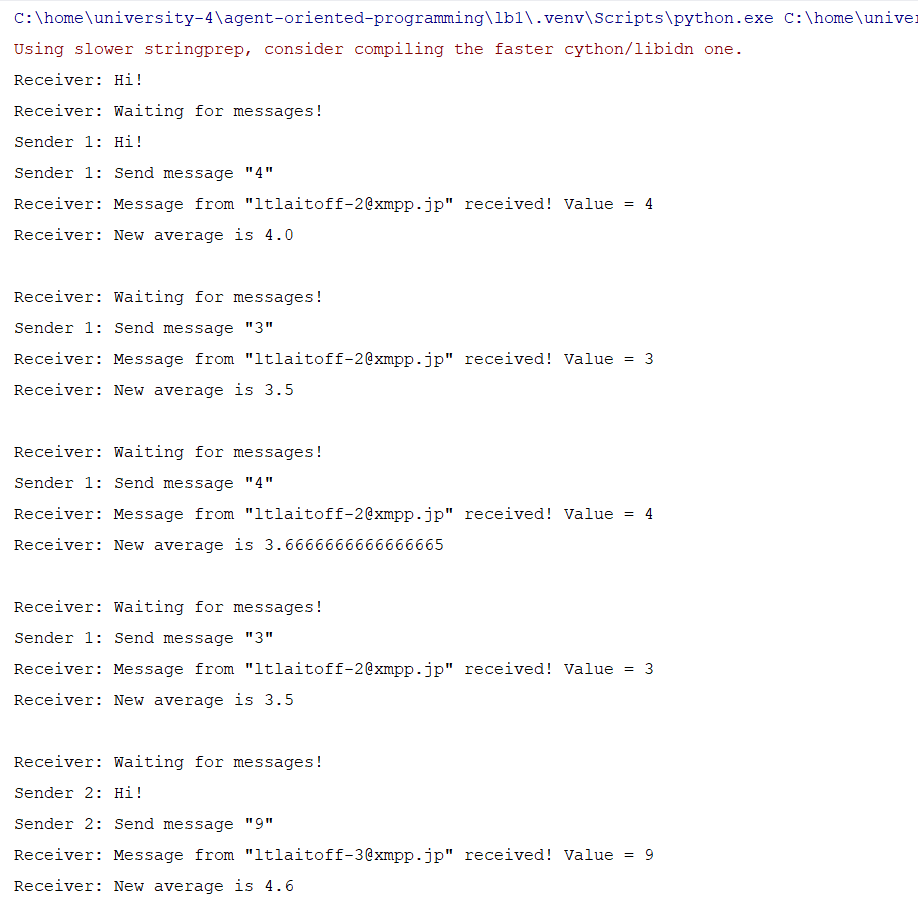 C:\home\university-4\agent-oriented-programming\lb1\.venv\Scripts\python.exe C:\home\univer
Using slower stringprep, consider compiling the faster cython/libidn one.
Receiver: Hi!
Receiver: Waiting for messages!
Sender 1: Hi!
Sender 1: Send message "4"
Receiver: Message from "ltlaitoff-2@xmpp.jp" received! Value = 4
Receiver: New average is 4.0
Receiver: Waiting for messages!
Sender 1: Send message "3"
Receiver: Message from "ltlaitoff-2@xmpp.jp" received! Value = 3
Receiver: New average is 3.5
Receiver: Waiting for messages!
Sender 1: Send message "4"
Receiver: Message from "ltlaitoff-2@xmpp.jp" received! Value = 4
Receiver: New average is 3.6666666666666665
Receiver: Waiting for messages!
Sender 1: Send message "3"
Receiver: Message from "ltlaitoff-2@xmpp.jp" received! Value = 3
Receiver: New average is 3.5
Receiver: Waiting for messages!
Sender 2: Hi!
Sender 2: Send message "9"
Receiver: Message from "ltlaitoff-3@xmpp.jp" received! Value = 9
Receiver: New average is 4.6